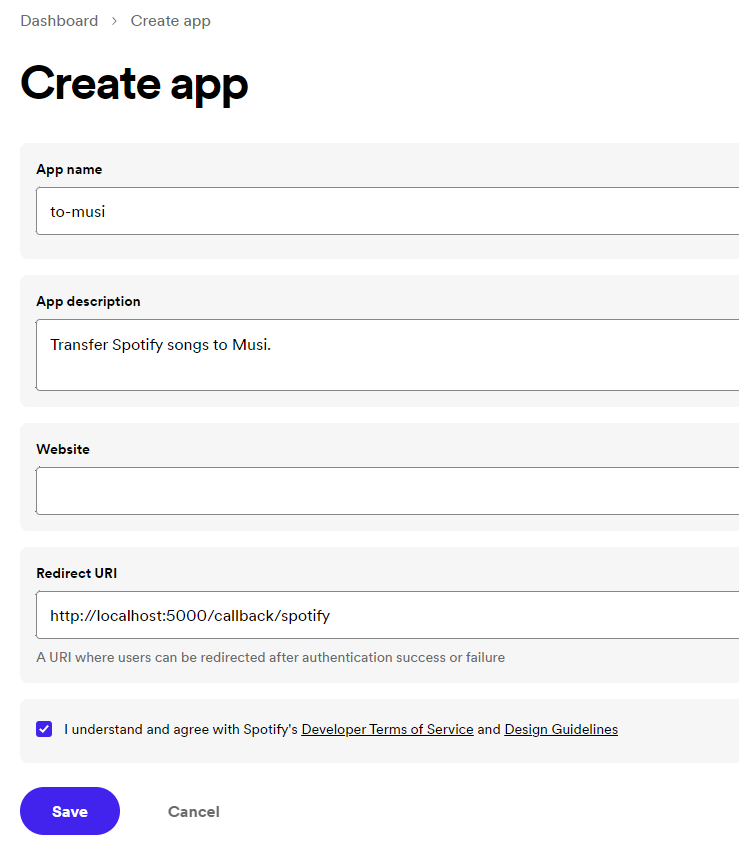 Dashboard > Create app
Create app
App name
to-musi
App description
Transfer Spotify songs to Musi.
Website
Redirect URI
http://localhost:5000/callback/spotify
A URI where users can be redirected after authentication success or failure
I understand and agree with Spotify's Developer Terms of Service and Design Guidelines
Save Cancel